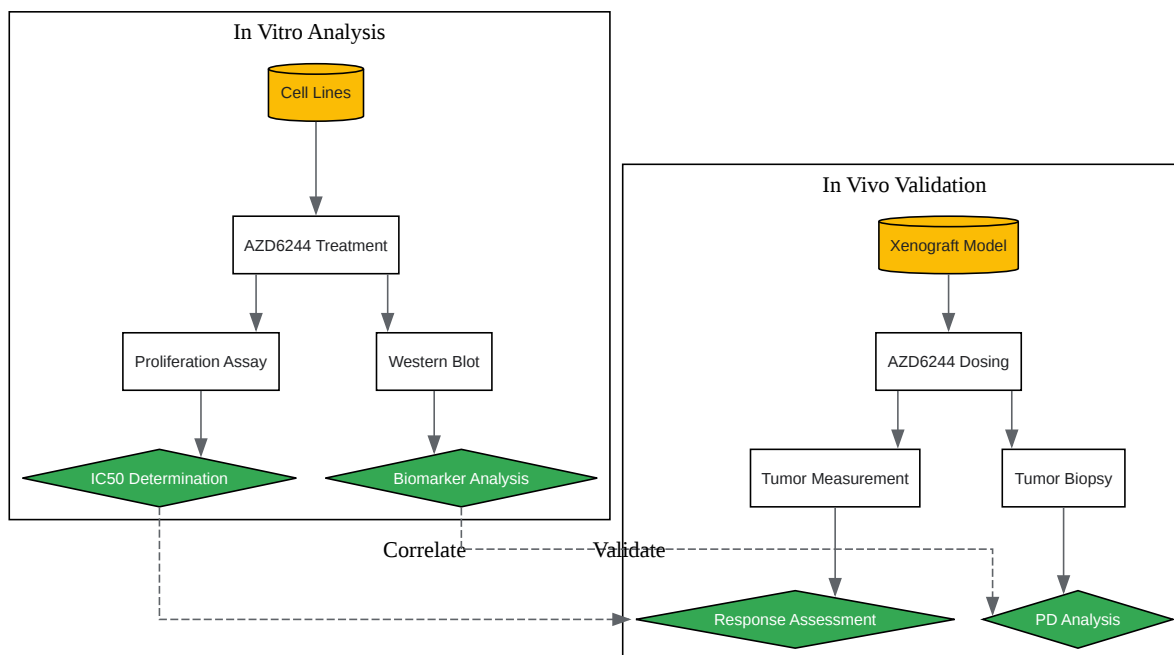 In Vitro Analysis
Cell Lines
AZD6244 Treatment
Proliferation Assay
Western Blot
IC50 Determination
Biomarker Analysis
In Vivo Validation
Xenograft Model
AZD6244 Dosing
Tumor Measurement
Tumor Biopsy
Correlate
Validate
Response Assessment
PD Analysis